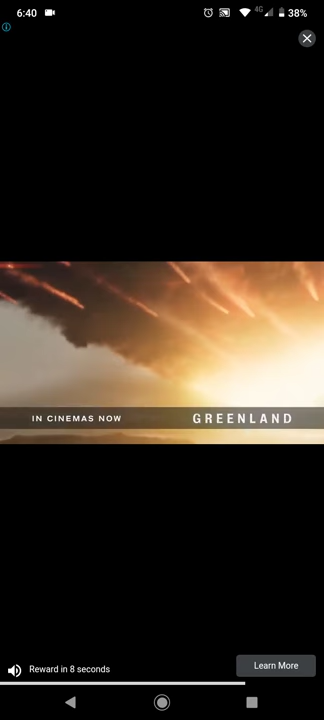 6:40
4G
38%
IN CINEMAS NOW
GREENLAND
Reward in 8 seconds
Learn More